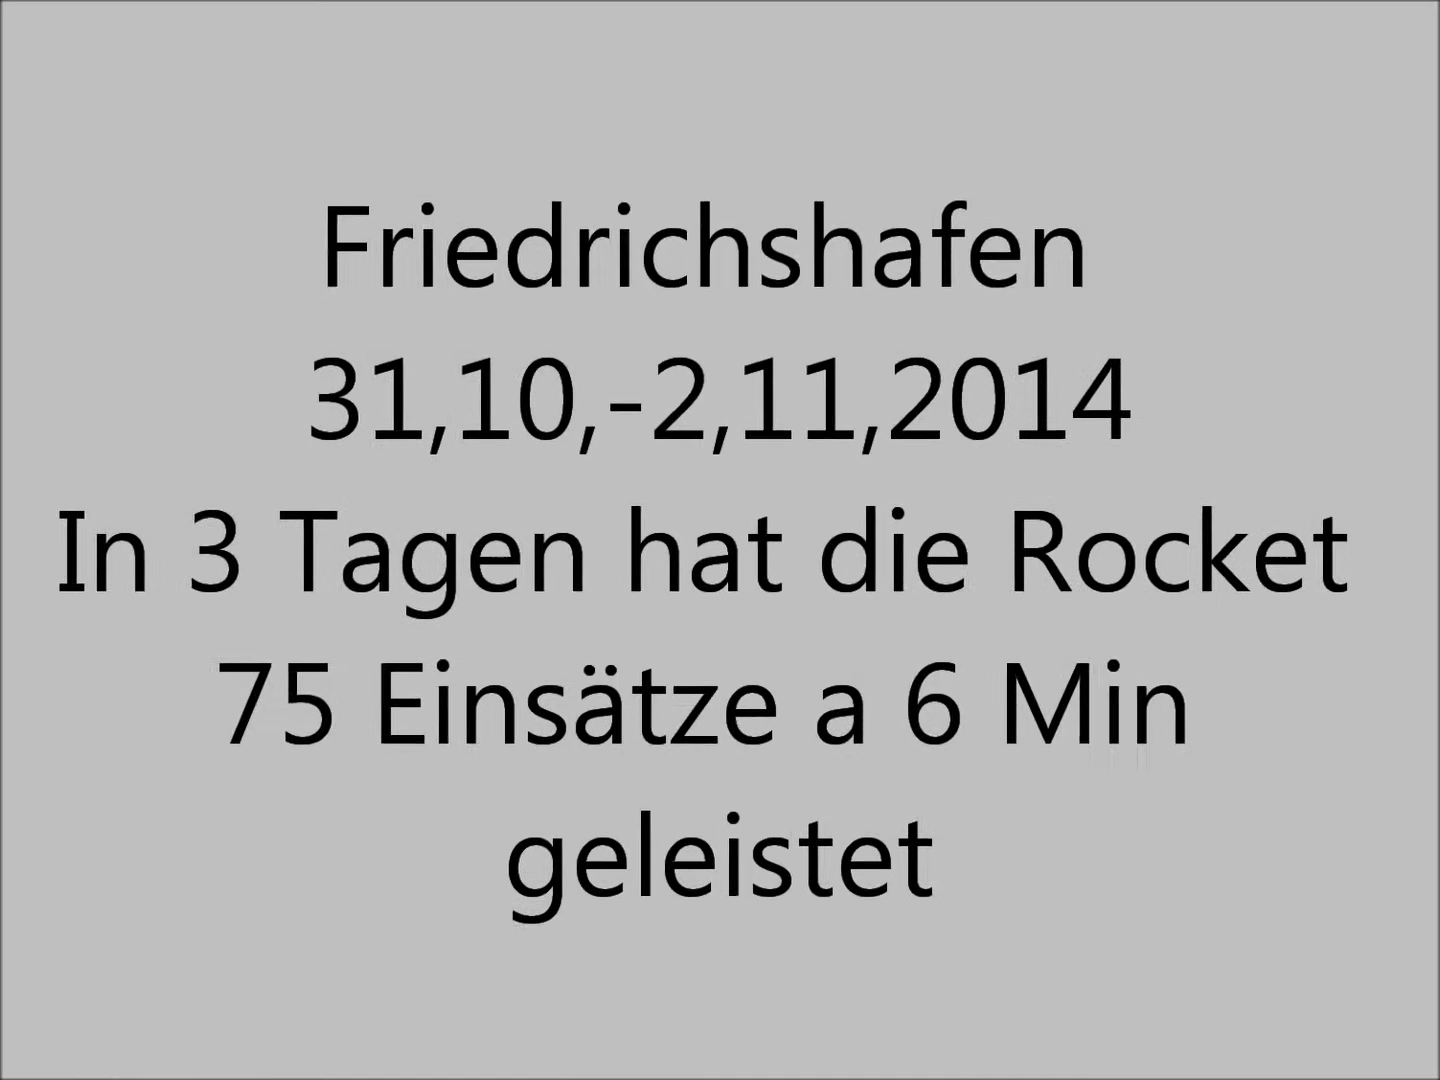 Friedrichshafen
31,10,-2,11,2014
In 3 Tagen hat die Rocket
75 Einsätze a 6 Min
geleistet